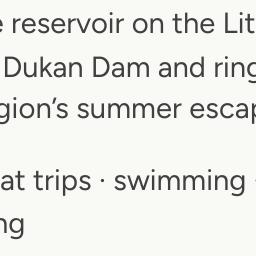 reservoir on the Lit
Dukan Dam and ring
gion's summer escap
at trips · swimming
ng